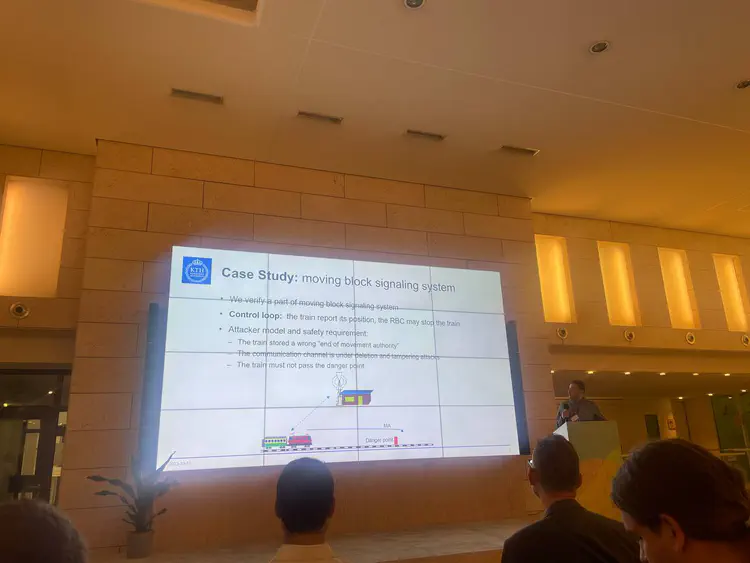 KTH
Case Study: moving block signaling system
• We verify a part of moving block signaling system
• Control loop: the train report its position, the RBC may stop the train
• Attacker model and safety requirement:
– The train stored a wrong "end of movement authority"
– The communication channel is under deletion and tampering attacks
– The train must not pass the danger point
MA
Danger point